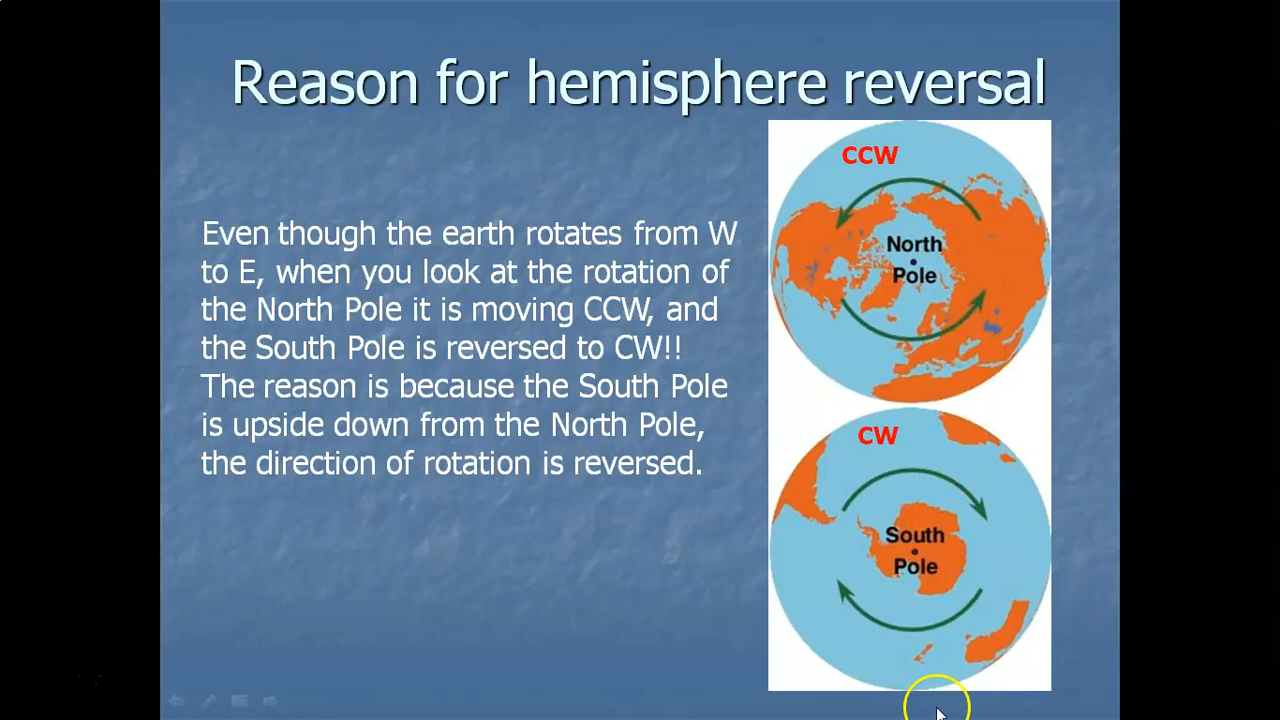 Reason for hemisphere reversal
Even though the earth rotates from W
to E, when you look at the rotation of
the North Pole it is moving CCW, and
the South Pole is reversed to CW!!
The reason is because the South Pole
is upside down from the North Pole,
the direction of rotation is reversed.
CCW
North
Pole
CW
South
Pole